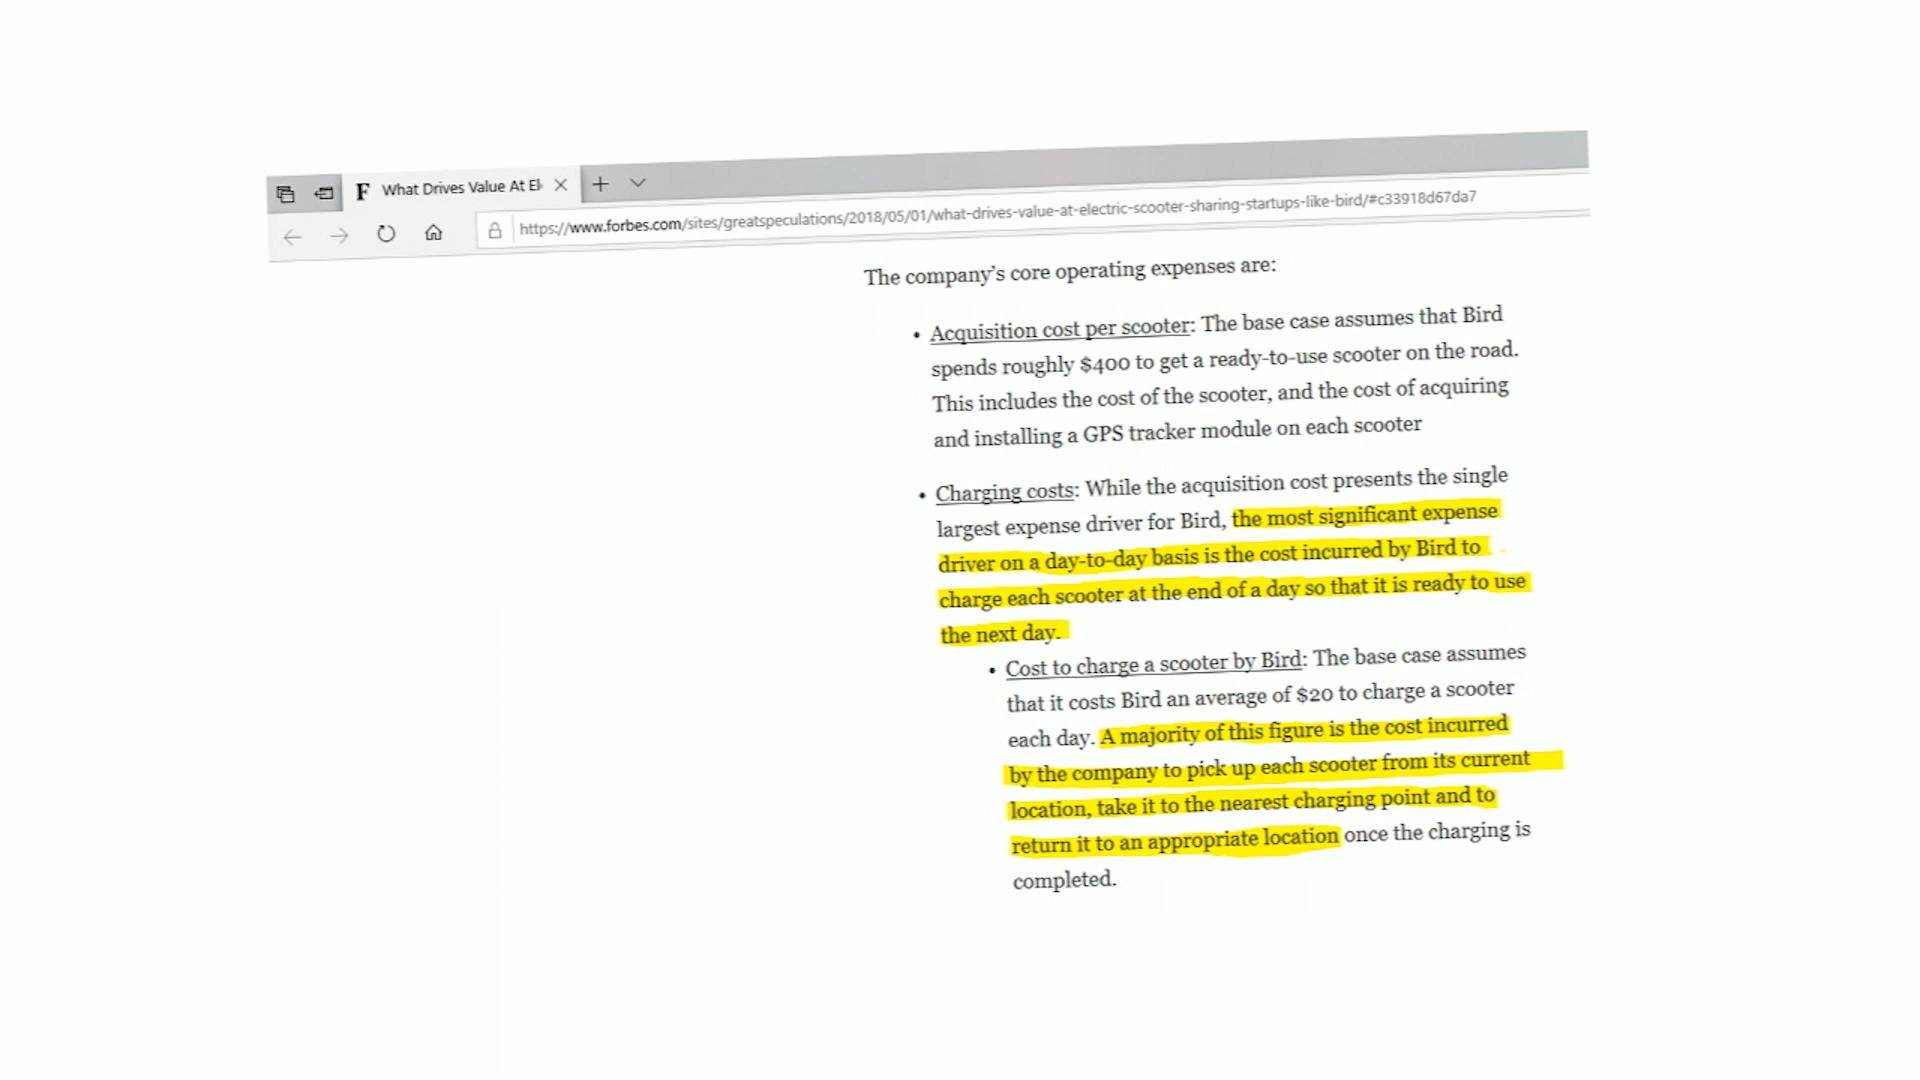 F What Drives Value At El
https://www.forbes.com/sites/greatspeculations/2018/05/01/what-drives-value-at-electric-scooter-sharing-startups-like-bird/#c33918d67da7
The company's core operating expenses are:
• Acquisition cost per scooter: The base case assumes that Bird
spends roughly $400 to get a ready-to-use scooter on the road.
This includes the cost of the scooter, and the cost of acquiring
and installing a GPS tracker module on each scooter
• Charging costs: While the acquisition cost presents the single
largest expense driver for Bird, the most significant expense
driver on a day-to-day basis is the cost incurred by Bird to
charge each scooter at the end of a day so that it is ready to use
the next day.
• Cost to charge a scooter by Bird: The base case assumes
that it costs Bird an average of $20 to charge a scooter
each day. A majority of this figure is the cost incurred
by the company to pick up each scooter from its current
location, take it to the nearest charging point and to
return it to an appropriate location once the charging is
completed.